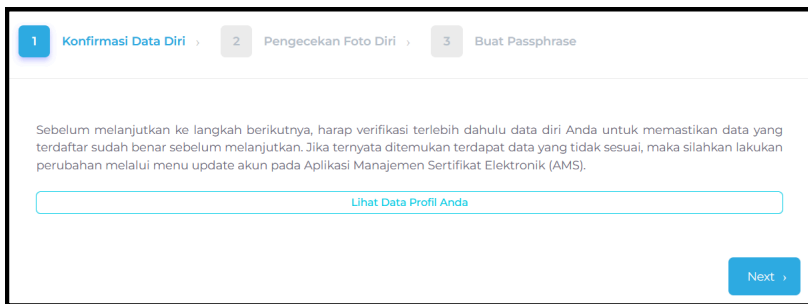 1 Konfirmasi Data Diri › 2 Pengecekan Foto Diri › 3 Buat Passphrase
Sebelum melanjutkan ke langkah berikutnya, harap verifikasi terlebih dahulu data diri Anda untuk memastikan data yang
terdaftar sudah benar sebelum melanjutkan. Jika ternyata ditemukan terdapat data yang tidak sesuai, maka silahkan lakukan
perubahan melalui menu update akun pada Aplikasi Manajemen Sertifikat Elektronik (AMS).
Lihat Data Profil Anda
Next ›